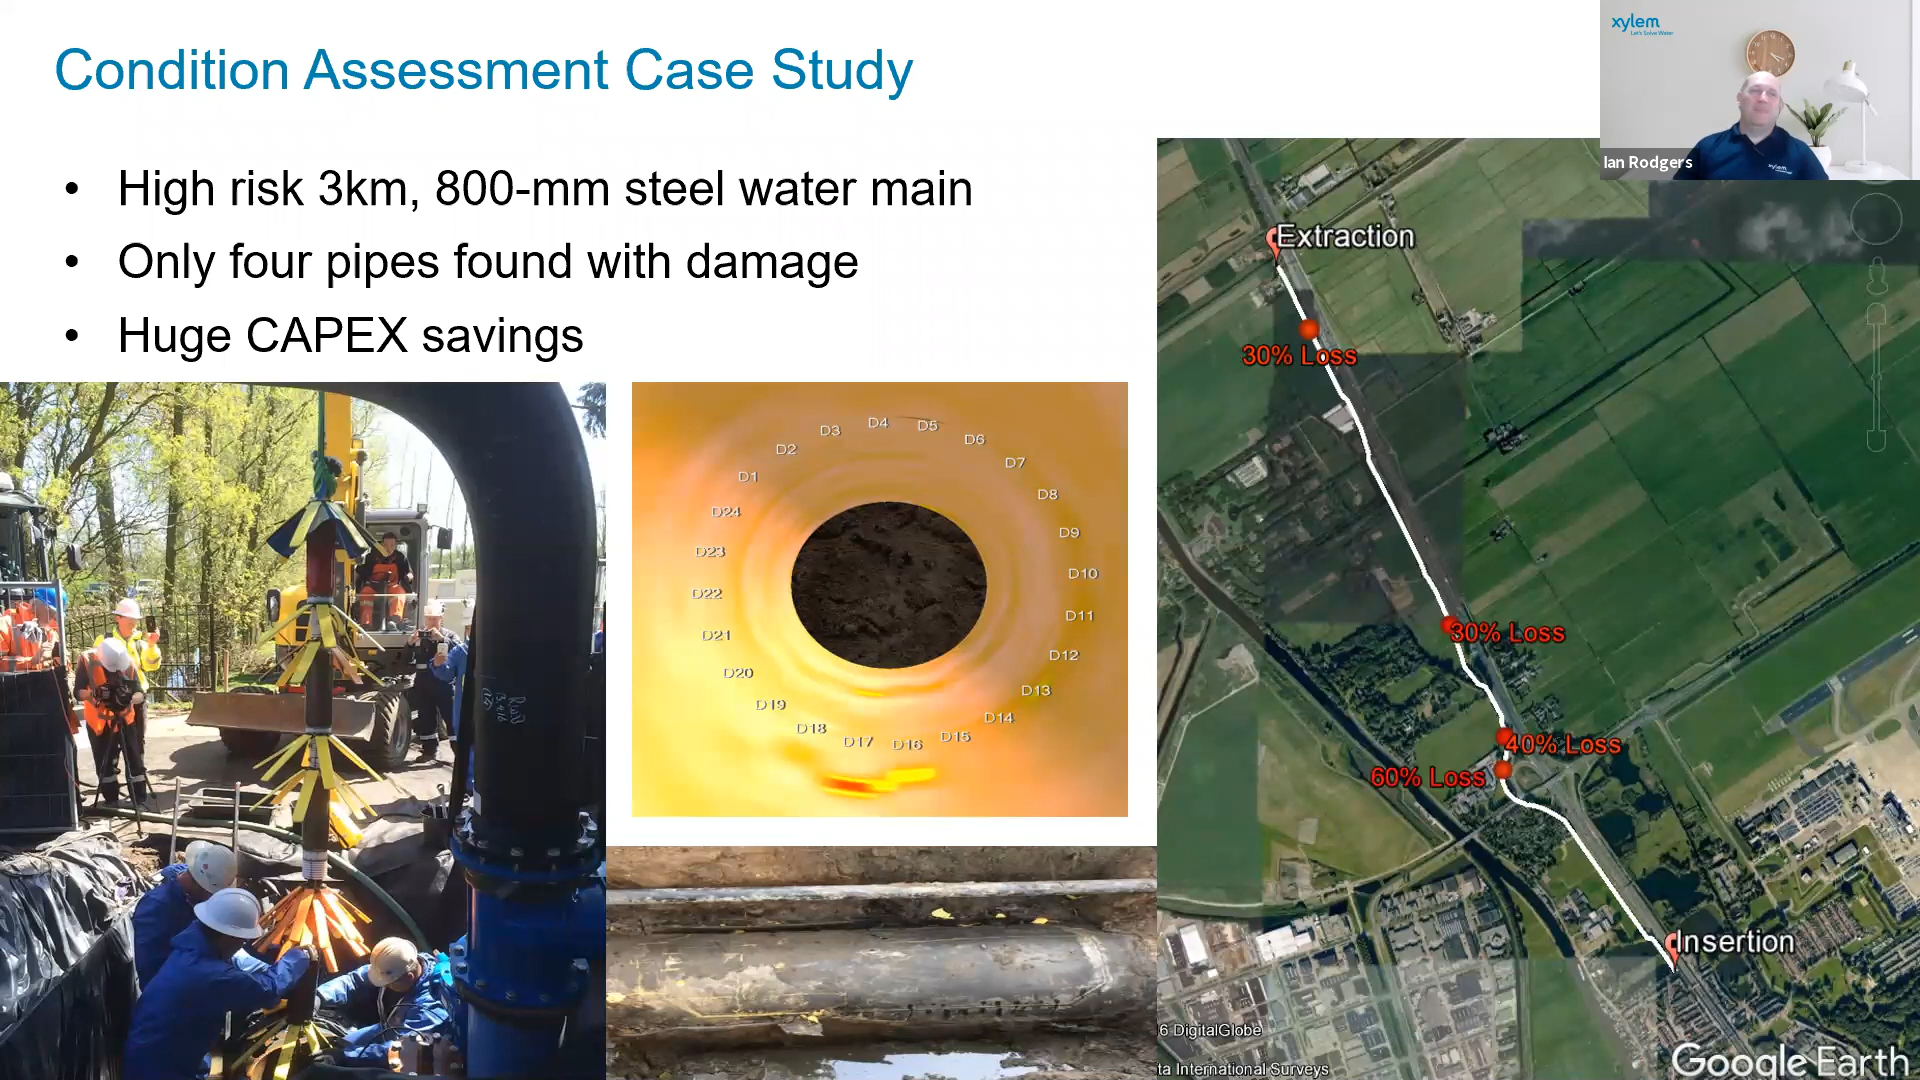 Condition Assessment Case Study
• High risk 3km, 800-mm steel water main
• Only four pipes found with damage
• Huge CAPEX savings
xylem
Let's Solve Water
xylem
Ian Rodgers
D1
D2
D3
D4
D5
D6
D7
D8
D9
D10
D11
D12
D13
D14
D15
D16
D17
D18
D19
D20
D21
D22
D23
D24
Extraction
30% Loss
30% Loss
40% Loss
60% Loss
Insertion
6 DigitalGlobe
ta International Surveys
Google Earth